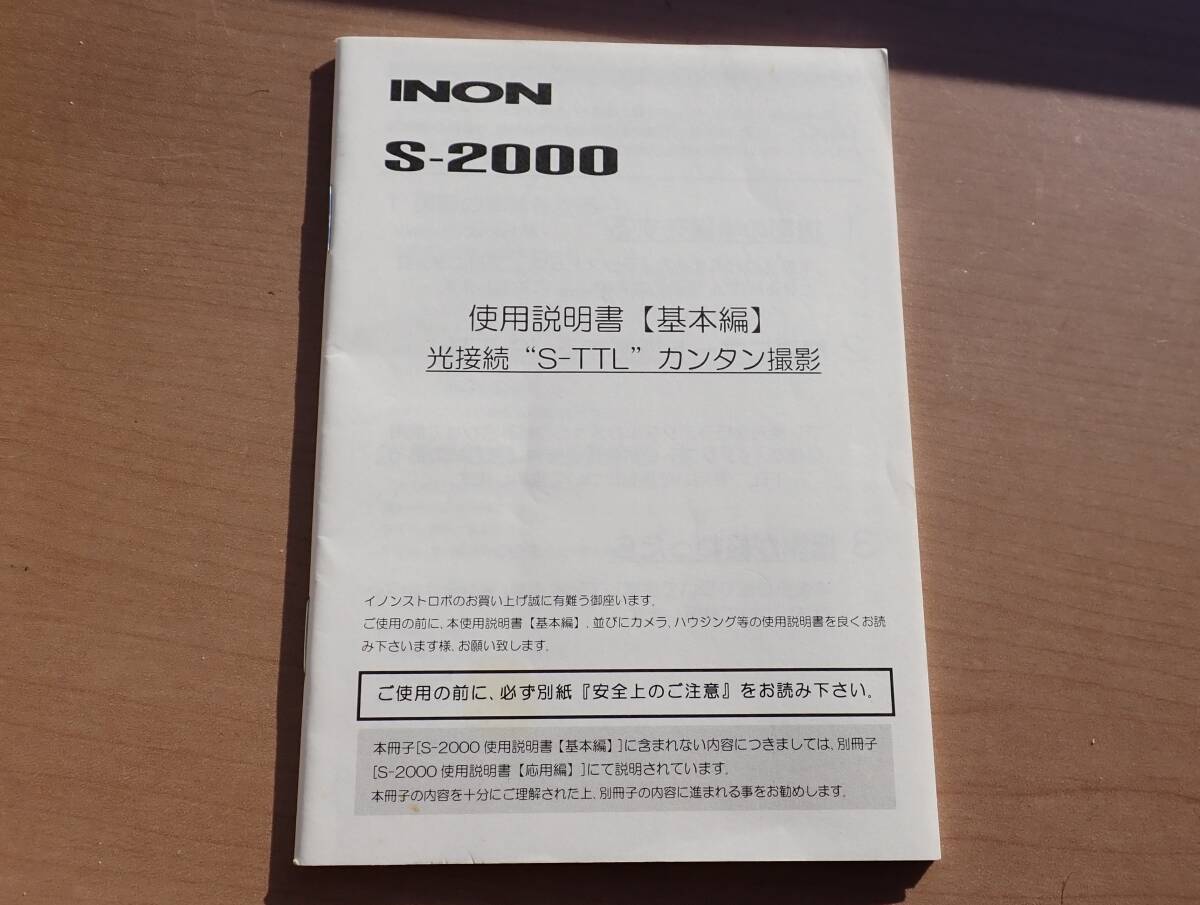 INON
S-2000
使用説明書【基本編】
光接続“S-TTL”カンタン撮影
イノンストロボのお買い上げ誠に有難う御座います.
ご使用の前に、本使用説明書【基本編】,並びにカメラ,ハウジング等の使用説明書を良くお読
み下さいます様,お願い致します.
ご使用の前に、必ず別紙『安全上のご注意』をお読み下さい。
本冊子[S-2000 使用説明書【基本編】]に含まれない内容につきましては,別冊子
[S-2000 使用説明書【応用編】]にて説明されています.
本冊子の内容を十分にご理解された上,別冊子の内容に進まれる事をお勧めします.